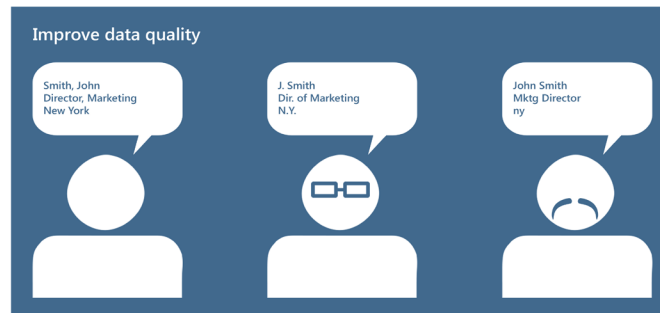 Improve data quality
Smith, John
Director, Marketing
New York
J. Smith
Dir. of Marketing
N.Y.
John Smith
Mktg Director
ny